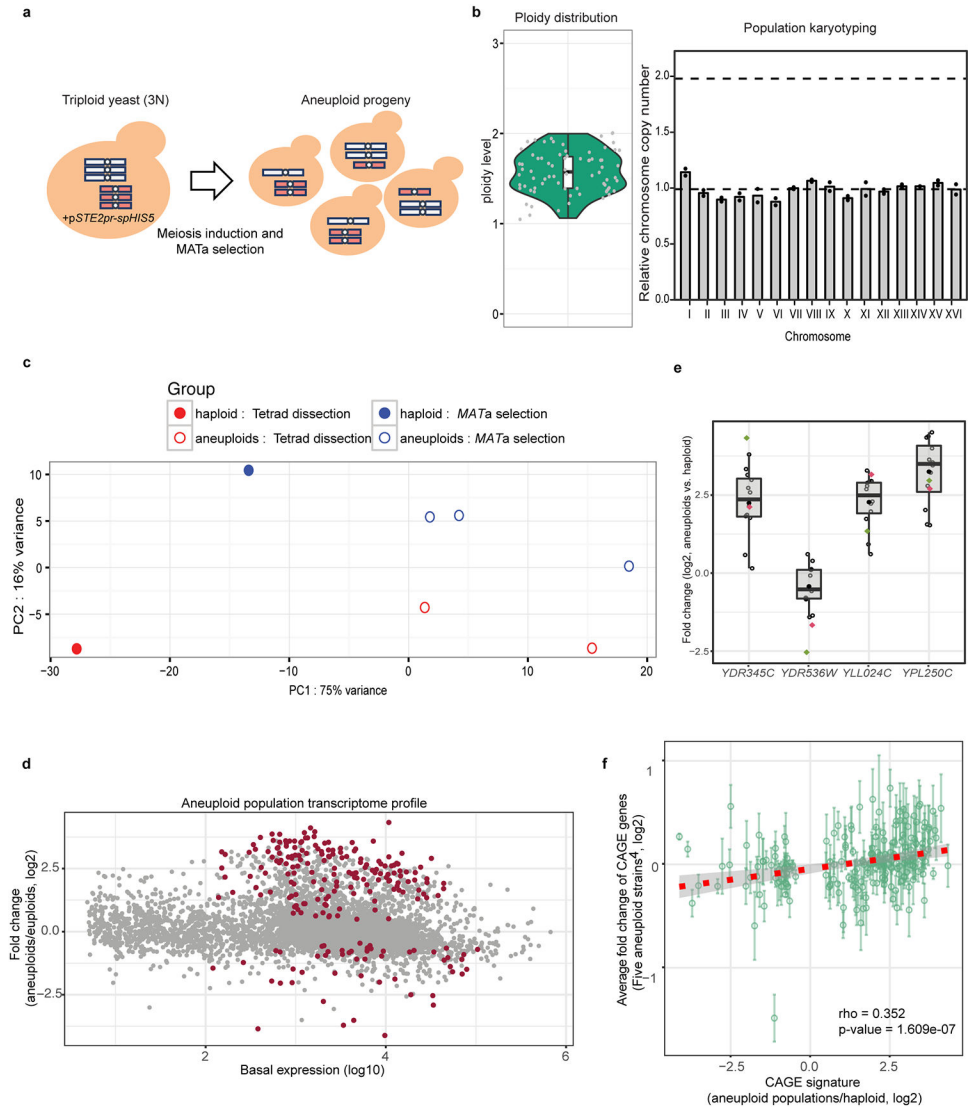 a
Triploid yeast (3N)
Aneuploid progeny
+pSTE2pr-spHIS5
Meiosis induction and
MATa selection
b
Ploidy distribution
ploidy level
3
2
1
0
Population karyotyping
Relative chromosome copy number
2.0
1.0
0.0
I II III IV V VI VII VIII IX X XI XII XIII XIV XV XVI
Chromosome
c
Group
haploid : Tetrad dissection
haploid : MATa selection
aneuploids : Tetrad dissection
aneuploids : MATa selection
PC2 : 16% variance
10
5
0
−5
−30 −20 −10 0 10 20
PC1 : 75% variance
e
Fold change (log2, aneuploids vs. haploid)
2.5
0.0
−2.5
YDR345C YDR536W YLL024C YPL250C
d
Aneuploid population transcriptome profile
Fold change
(aneuploids/euploids, log2)
2.5
0.0
−2.5
2 4 6
Basal expression (log10)
f
Average fold change of CAGE genes
(Five aneuploid strains4, log2)
1
0
−1
rho = 0.352
p-value = 1.609e-07
−2.5 0.0 2.5
CAGE signature
(aneuploid populations/haploid, log2)